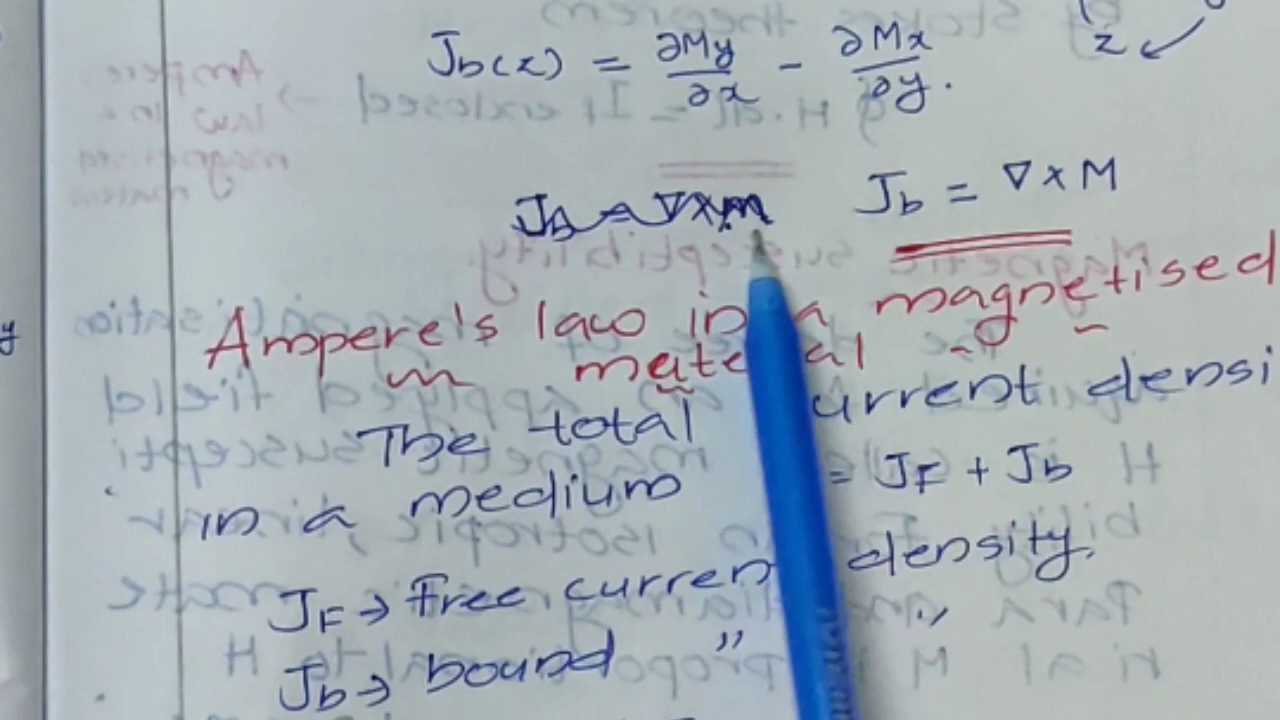 Jb(z) = ∂My/∂x - ∂Mx/∂y.
z
Jb = ∇×M
Ampere's law in a magnetised
material
The total current densi
in a medium = JF + Jb
JF → Free current density.
Jb → bound " "